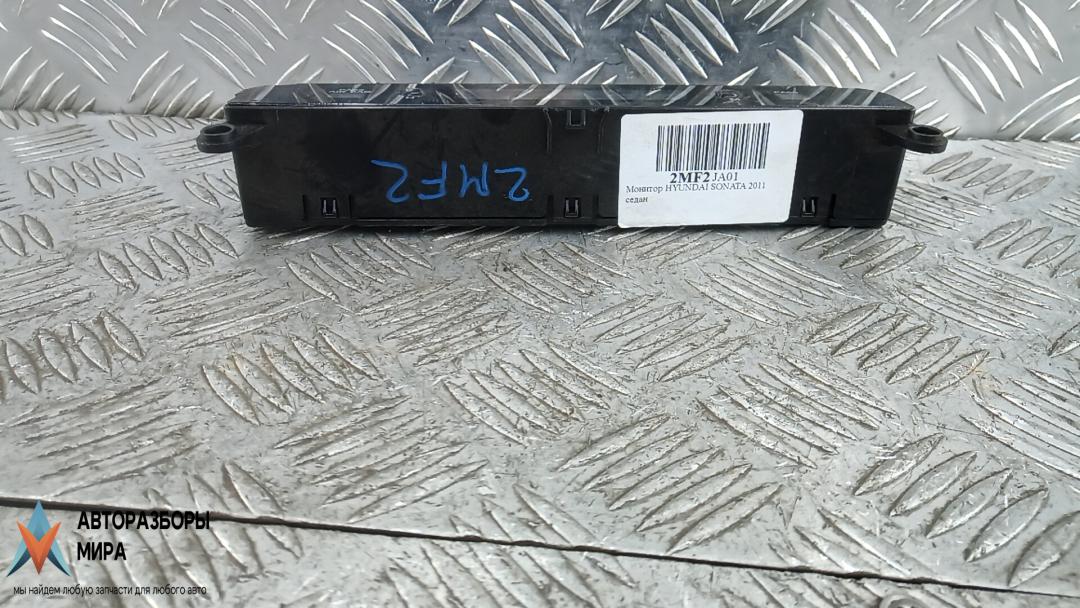 2MF2
2MF2JA01
Монитор HYUNDAI SONATA 2011
седан
АВТОРАЗБОРЫ
МИРА
мы найдем любую запчасти для любого авто